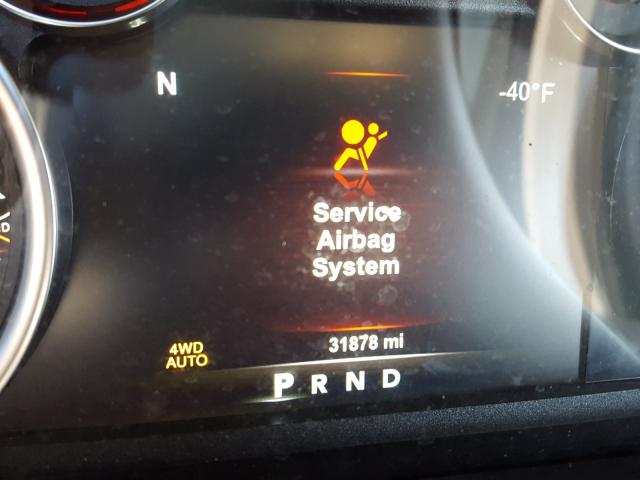 N
-40°F
Service
Airbag
System
31878 mi
4WD
AUTO
P R N D